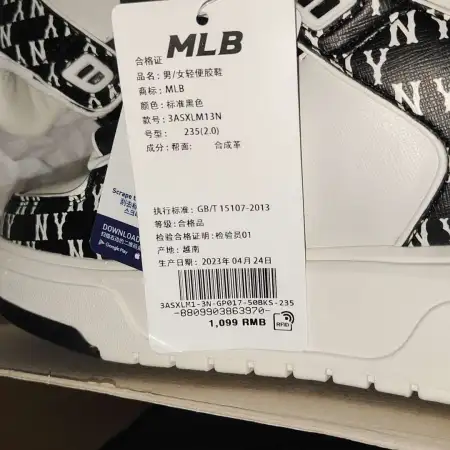 MLB
合格证
品名: 男/女轻便胶鞋
商标: MLB
颜色: 标准黑色
款号: 3ASXLM13N
号型: 235(2.0)
成分: 帮面: 合成革
执行标准: GB/T 15107-2013
等级: 合格品
检验合格证明: 检验员01
产地: 越南
生产日期: 2023年 04月 24日
3ASXLM1-3N-GP017-50BKS-235
-8809903863970-
1,099 RMB
RFID
Scrape t
DOWNLOAD
Google Play
NY